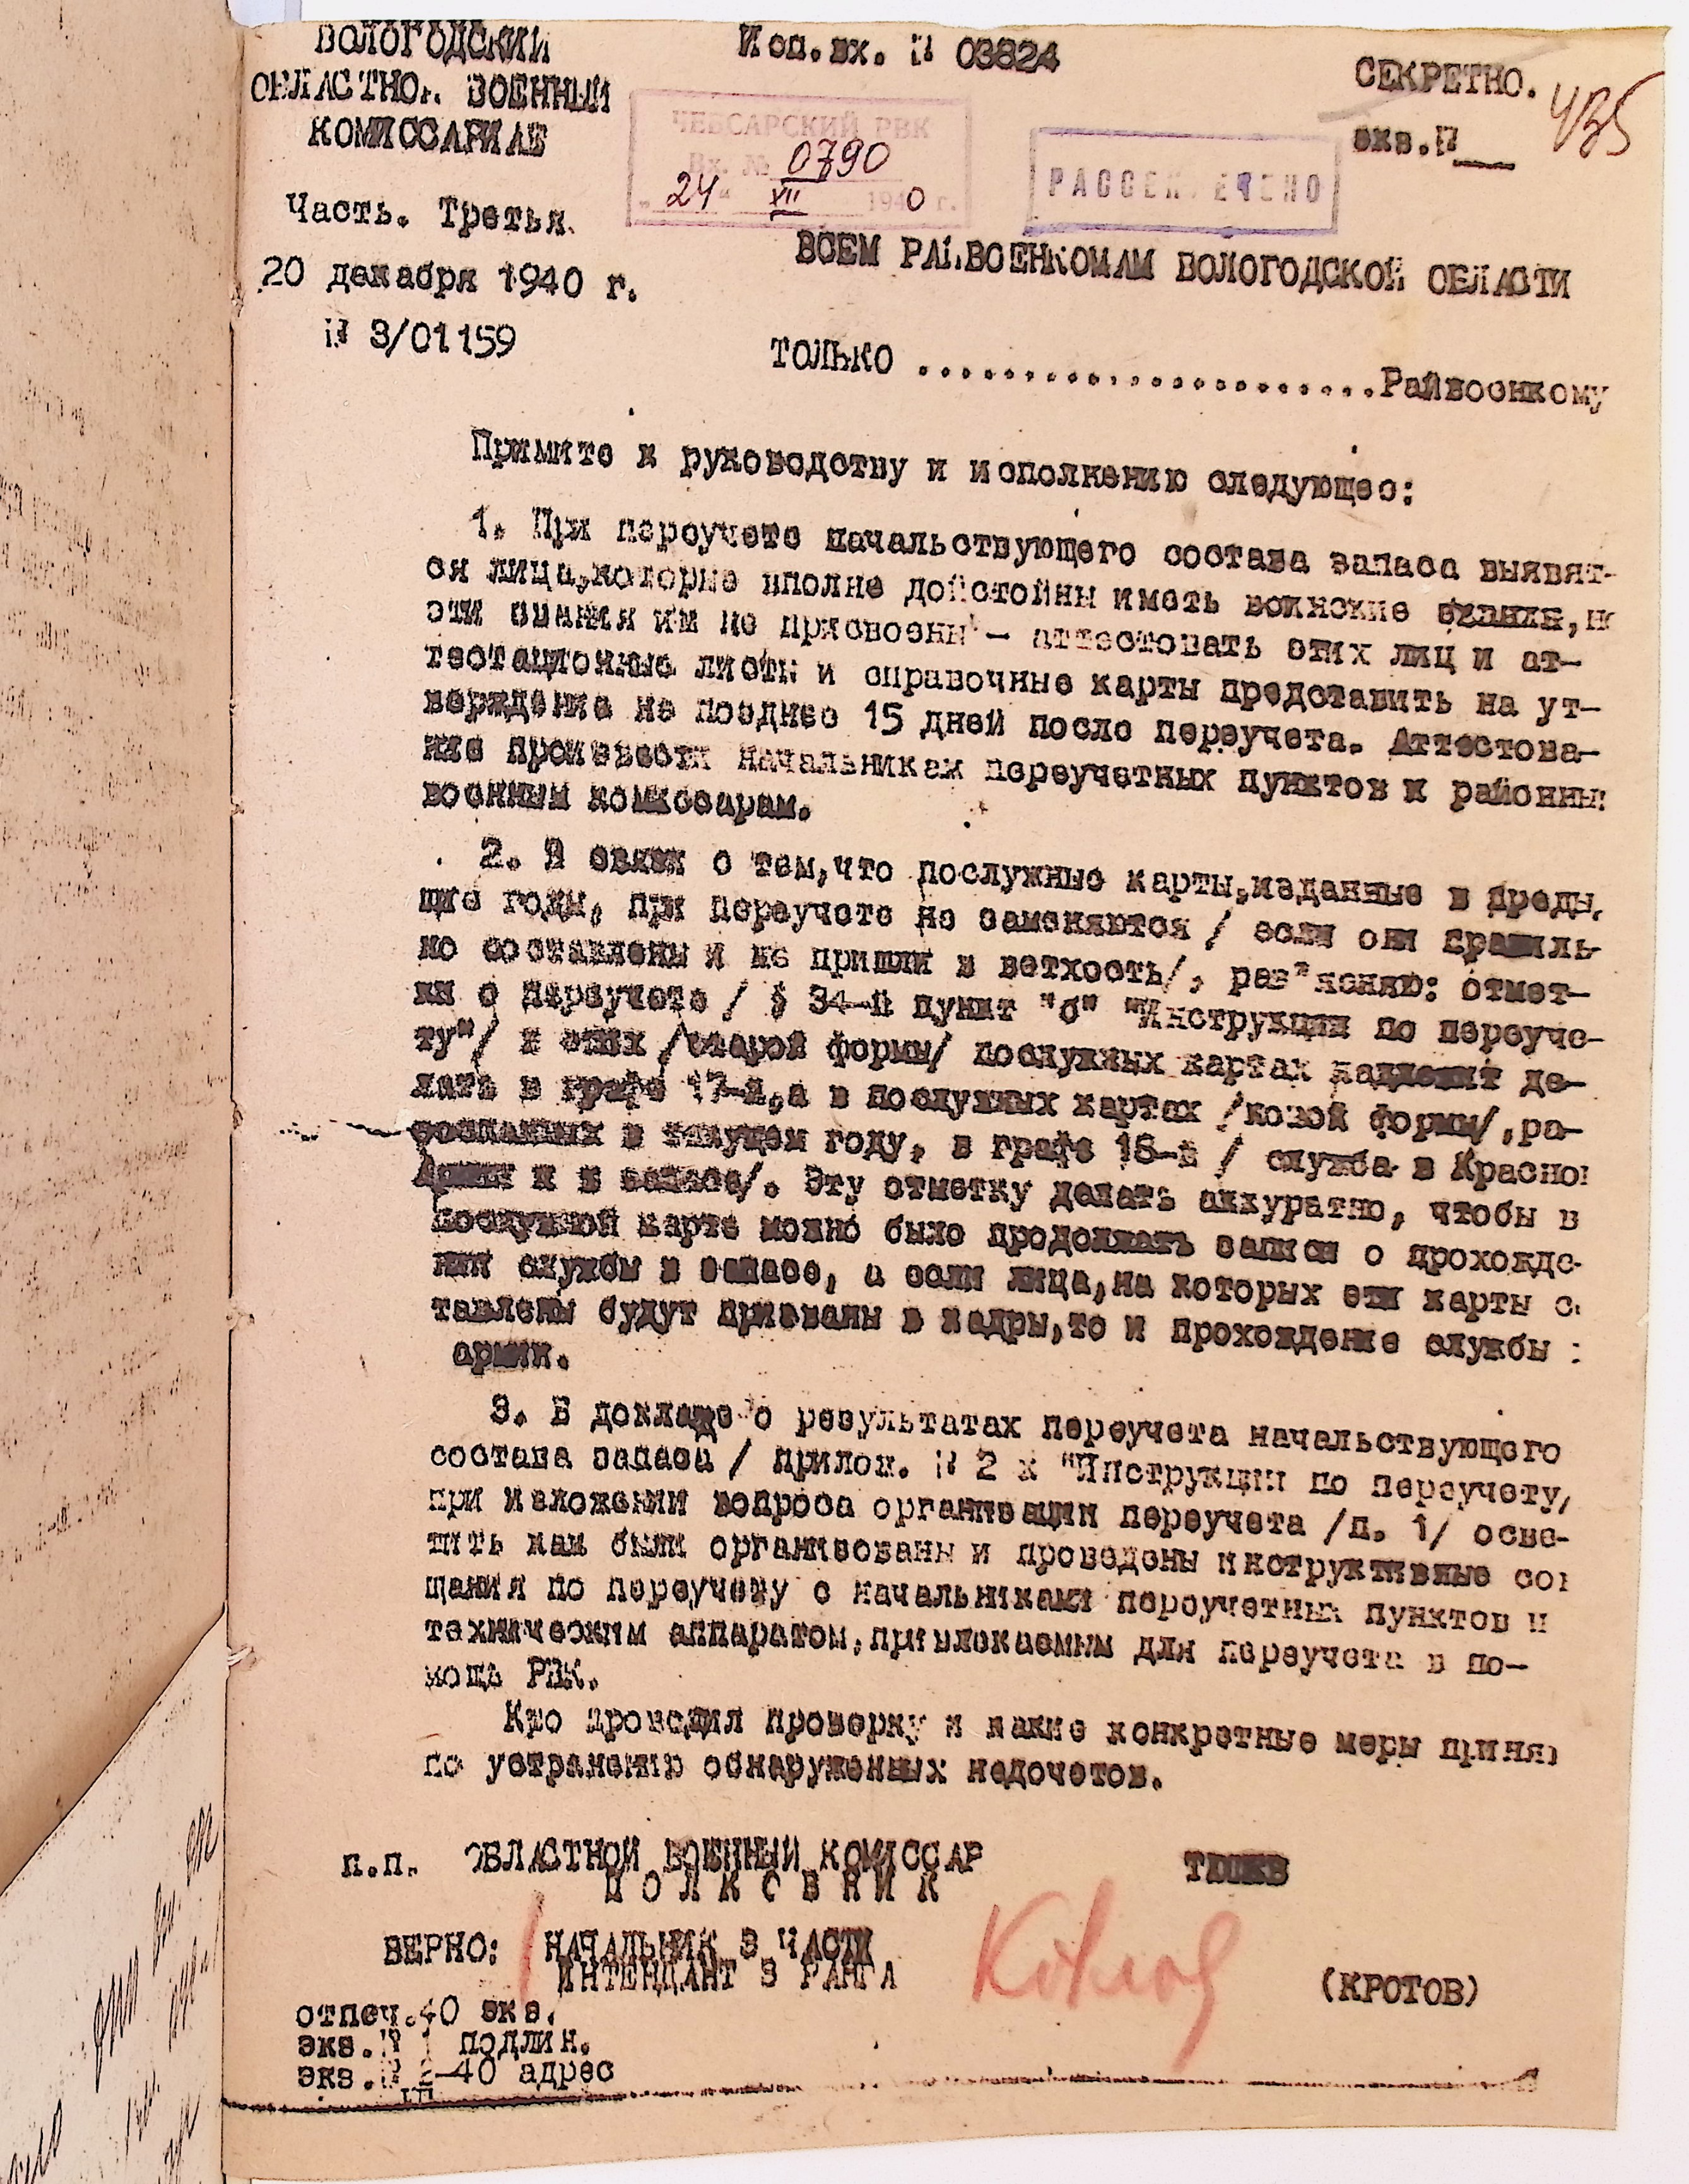 ВОЛОГОДСКИЙ
ОБЛАСТНОЙ ВОЕННЫЙ
КОМИССАРИАТ
Часть. Третья.
20 декабря 1940 г.
№ 3/01159
Исп.вх. № 03824
ЧЕБСАРСКИЙ РВК
Вх. № 0790
"24" XII 1940 г.
СЕКРЕТНО.
экз.№
РАССЕКРЕЧЕНО
ВСЕМ РАЙВОЕНКОМАМ ВОЛОГОДСКОЙ ОБЛАСТИ
ТОЛЬКО ........................Райвоенкому
Примите к руководству и исполнению следующее:
1. При переучете начальствующего состава запаса выявят-
ся лица,которые вполне достойны иметь воинские звания, н
эти звания им не присвоены - аттестовать этих лиц и ат-
тестационные листы и справочные карты представить на ут-
верждение не позднее 15 дней после переучета. Аттестова-
ние произвести начальникам переучетных пунктов и районны
военным комиссарам.
2. В связи с тем,что послужные карты,изданные в преды
щие годы, при переучете не заменяются / если они правиль-
но составлены и не пришли в ветхость/, раз"ясняю: отмет-
ки о переучете / § 34-й пункт "б" "Инструкции по переуче-
ту"/ в этих /старой формы/ послужных картах надлежит де-
лать в графе 17-й,а в послужных картах /новой формы/,ра-
зосланных в текущем году, в графе 18-й / служба в Красно
Армии и в запасе/. Эту отметку делать аккуратно, чтобы в
послужной карте можно было продолжать записи о прохожде-
нии службы в запасе, а если лица,на которых эти карты с
тавлены будут призваны в кадры,то и прохождение службы
армии.
3. В докладе о результатах переучета начальствующего
состава запаса / прилож. № 2 к "Инструкции по переучету/
при изложении вопроса организации переучета /п. 1/ осве-
тить как были организованы и проведены инструктивные сов
щания по переучету с начальниками переучетных пунктов и
техническим аппаратом,привлекаемым для переучета в по-
мощь РВК.
Кто проводил проверку и какие конкретные меры приня
по устранению обнаруженных недочетов.
п.п. ОБЛАСТНОЙ ВОЕННЫЙ КОМИССАР
ПОЛКОВНИК
ВЕРНО: НАЧАЛЬНИК 3 ЧАСТИ
ИНТЕНДАНТ 3 РАНГА (КРОТОВ)
отпеч.40 экз.
экз.№ 1 подлин.
экз.№ 2-40 адрес